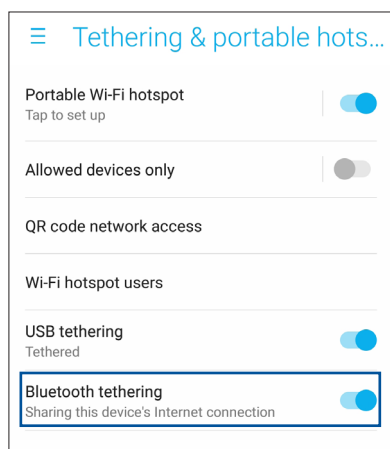 Tethering & portable hots...
Portable Wi-Fi hotspot
Tap to set up
Allowed devices only
QR code network access
Wi-Fi hotspot users
USB tethering
Tethered
Bluetooth tethering
Sharing this device's Internet connection